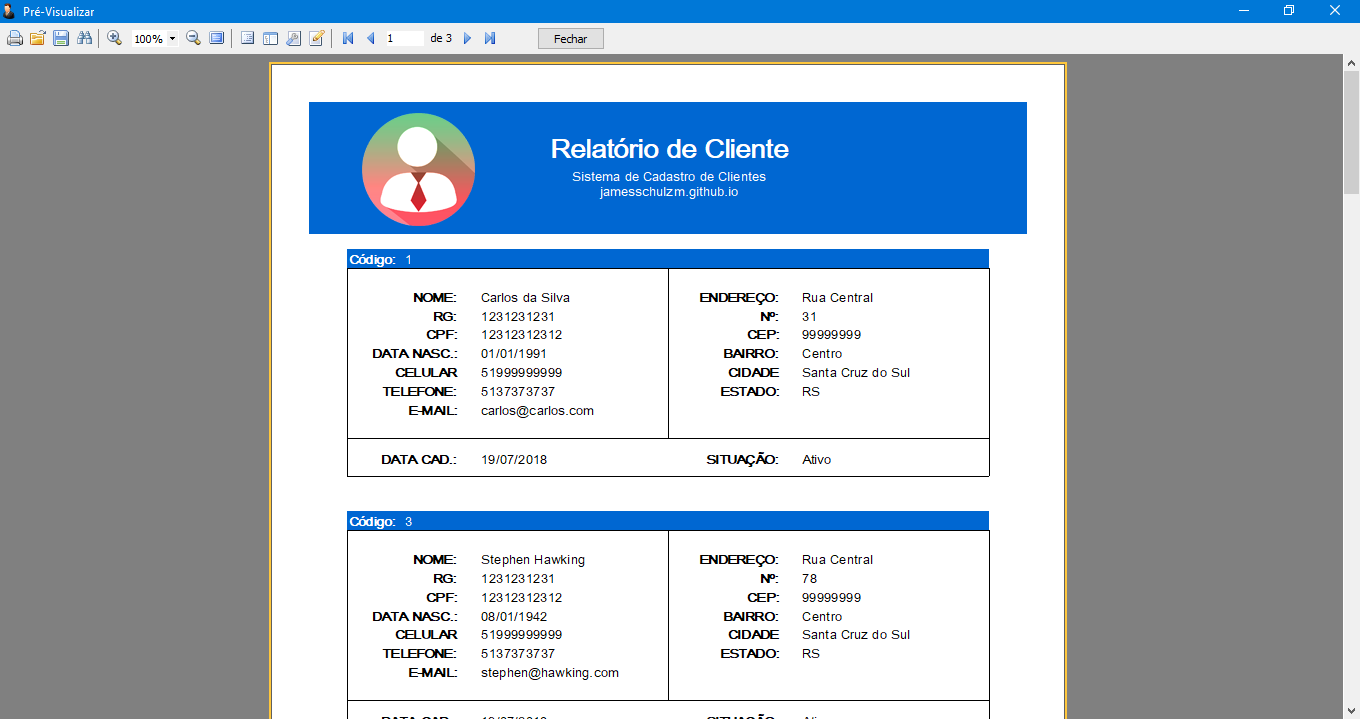 Pré-Visualizar
100% 1 de 3 Fechar
Relatório de Cliente
Sistema de Cadastro de Clientes
jamesschulzm.github.io
Código: 1
NOME: Carlos da Silva ENDEREÇO: Rua Central
RG: 1231231231 Nº: 31
CPF: 12312312312 CEP: 99999999
DATA NASC.: 01/01/1991 BAIRRO: Centro
CELULAR 51999999999 CIDADE Santa Cruz do Sul
TELEFONE: 5137373737 ESTADO: RS
E-MAIL: carlos@carlos.com
DATA CAD.: 19/07/2018 SITUAÇÃO: Ativo
Código: 3
NOME: Stephen Hawking ENDEREÇO: Rua Central
RG: 1231231231 Nº: 78
CPF: 12312312312 CEP: 99999999
DATA NASC.: 08/01/1942 BAIRRO: Centro
CELULAR 51999999999 CIDADE Santa Cruz do Sul
TELEFONE: 5137373737 ESTADO: RS
E-MAIL: stephen@hawking.com